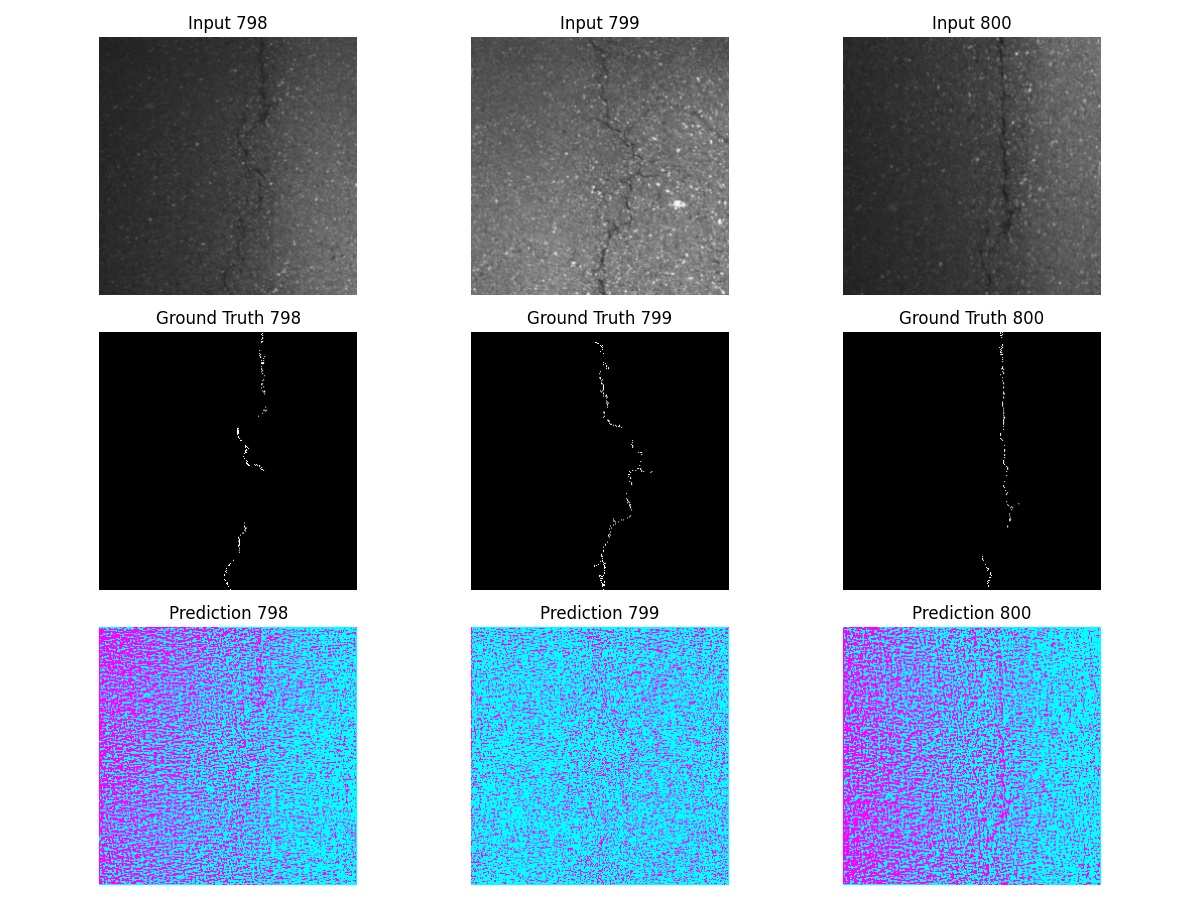 Input 798
Input 799
Input 800
Ground Truth 798
Ground Truth 799
Ground Truth 800
Prediction 798
Prediction 799
Prediction 800